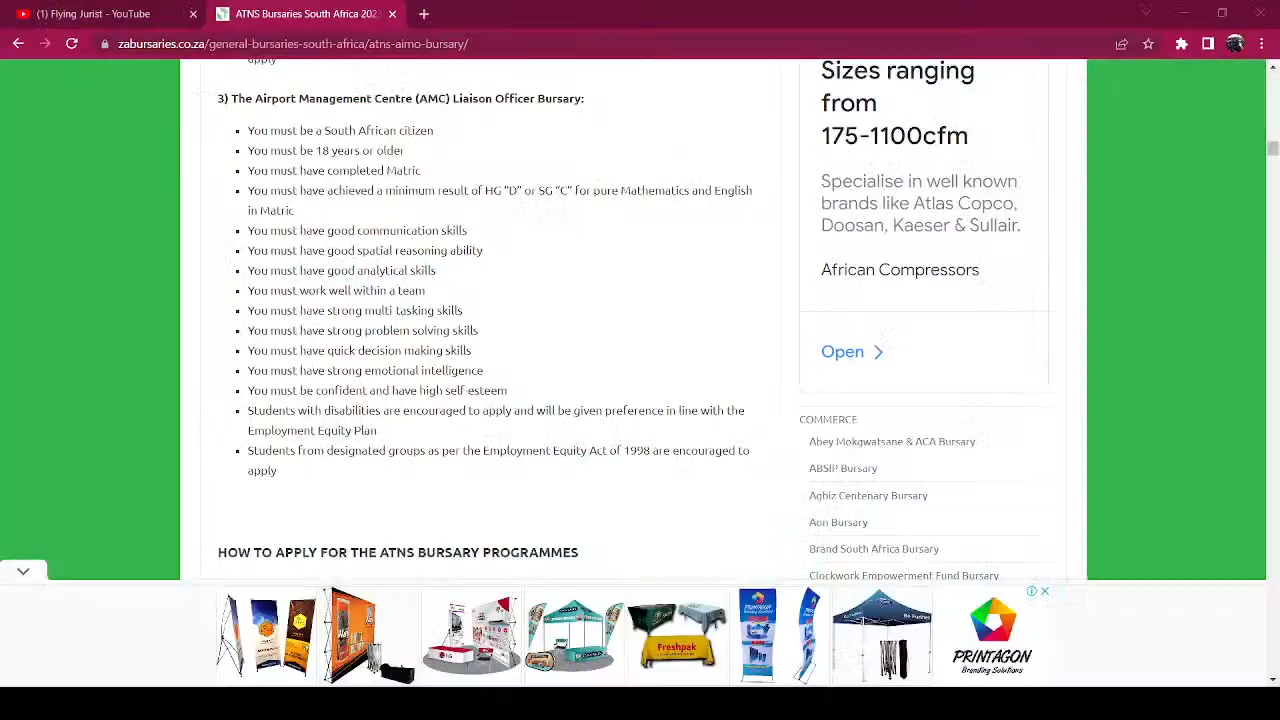 (1) Flying Jurist - YouTube
ATNS Bursaries South Africa 202
zabursaries.co.za/general-bursaries-south-africa/atns-aimo-bursary/
apply
3) The Airport Management Centre (AMC) Liaison Officer Bursary:
You must be a South African citizen
You must be 18 years or older
You must have completed Matric
You must have achieved a minimum result of HG “D” or SG “C” for pure Mathematics and English
in Matric
You must have good communication skills
You must have good spatial reasoning ability
You must have good analytical skills
You must work well within a team
You must have strong multi tasking skills
You must have strong problem solving skills
You must have quick decision making skills
You must have strong emotional intelligence
You must be confident and have high self-esteem
Students with disabilities are encouraged to apply and will be given preference in line with the
Employment Equity Plan
Students from designated groups as per the Employment Equity Act of 1998 are encouraged to
apply
HOW TO APPLY FOR THE ATNS BURSARY PROGRAMMES
Sizes ranging
from
175-1100cfm
Specialise in well known
brands like Atlas Copco,
Doosan, Kaeser & Sullair.
African Compressors
Open
COMMERCE
Abey Mokgwatsane & ACA Bursary
ABSIP Bursary
Agbiz Centenary Bursary
Aon Bursary
Brand South Africa Bursary
Clockwork Empowerment Fund Bursary
Freshpak
PRINTAGON
Branding Solutions